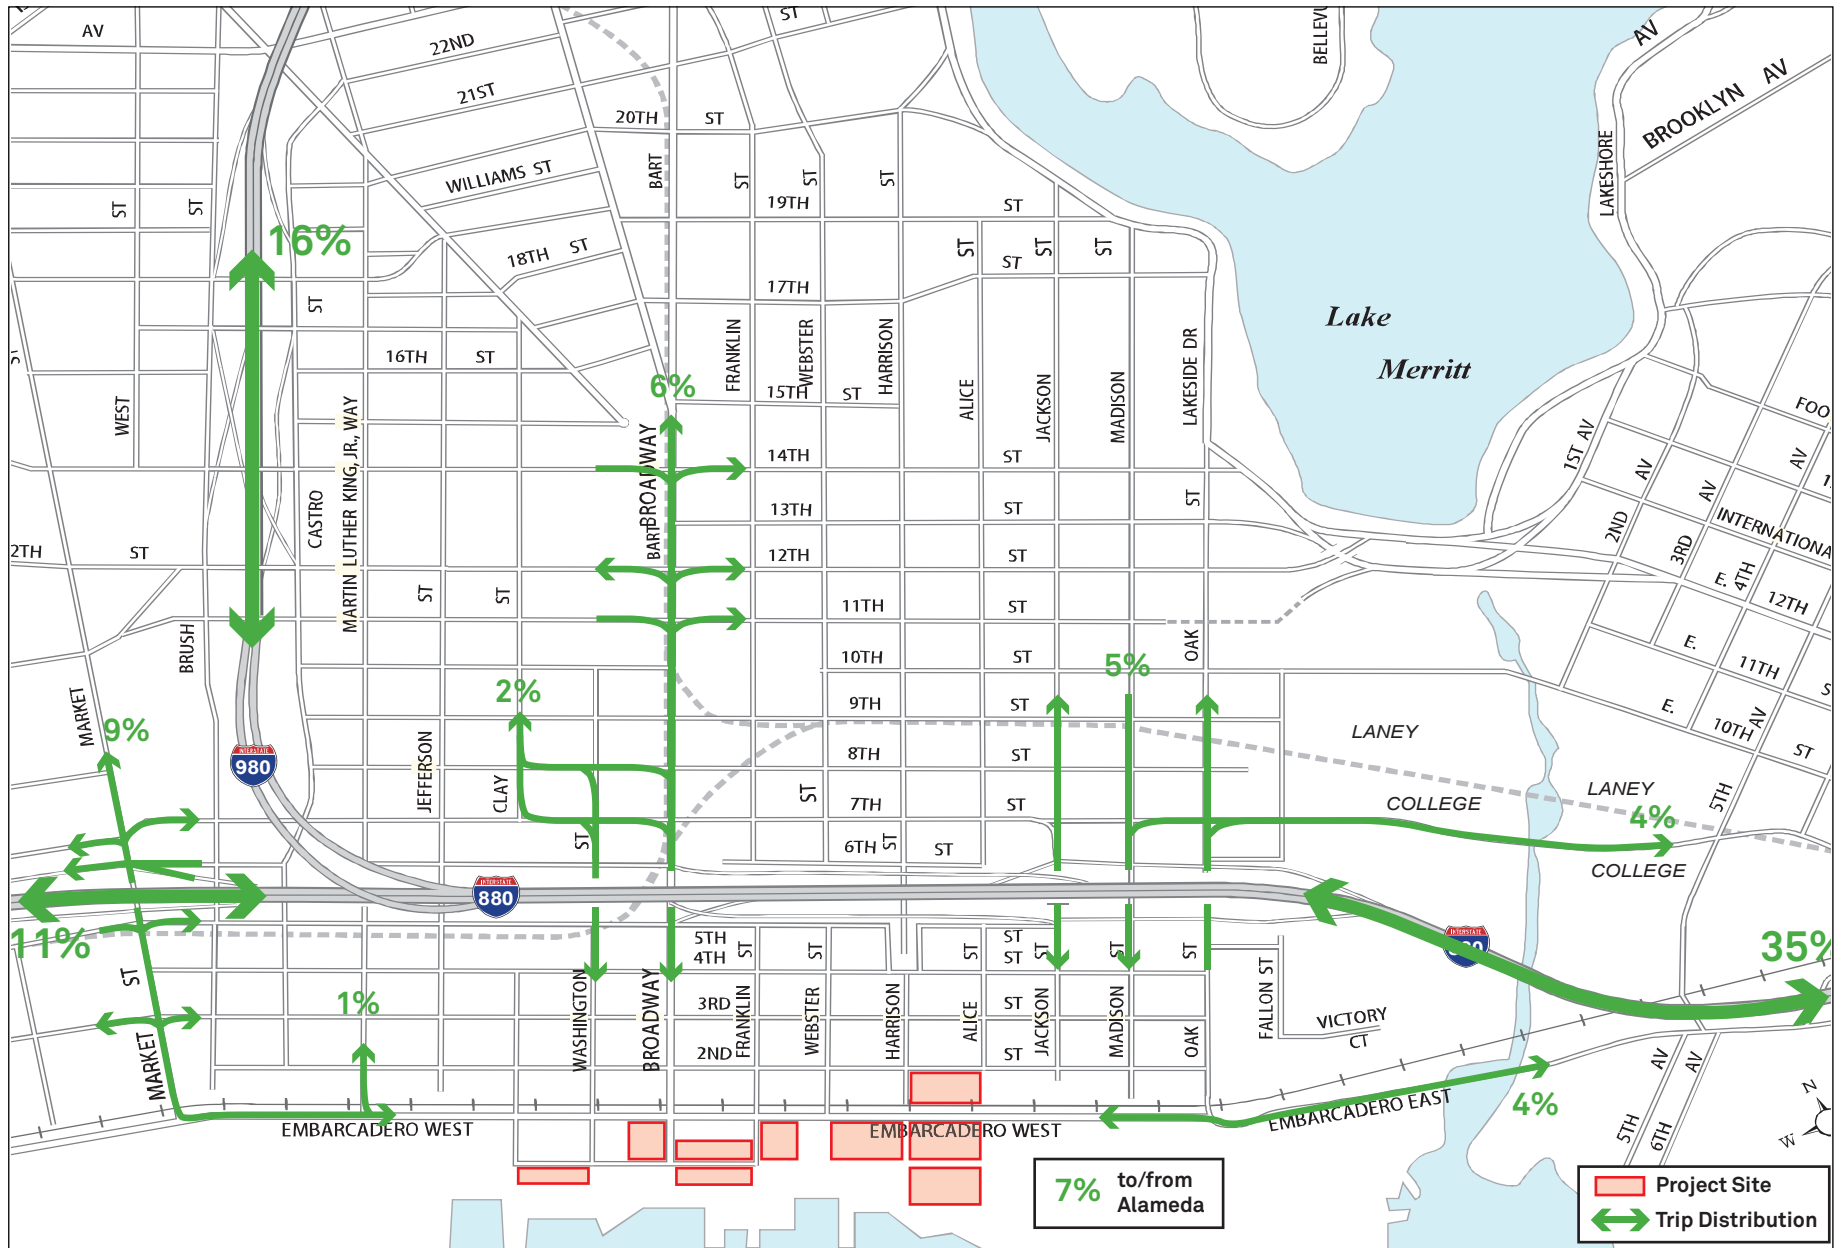 AV
22ND
ST
BELLEVU
AV
BROOKLYN AV
21ST
20TH ST
LAKESHORE
WILLIAMS ST
BART
ST
ST
ST
19TH ST
ST
ST
16%
18TH ST
ST
ST
ST
ST
17TH
ST
Lake
Merritt
16TH ST
FRANKLIN
WEBSTER
HARRISON
LAKESIDE DR
6%
15TH ST
ALICE
JACKSON
MADISON
WEST
MARTIN LUTHER KING, JR., WAY
BROADWAY
FOO
1ST AV
AV
AV
AV
14TH ST
CASTRO
13TH ST
ST
INTERNATIONA
2ND
2TH ST
BART
12TH ST
3RD
E.
4TH
12TH
ST
ST
11TH ST
BRUSH
10TH ST
OAK
5%
E.
11TH
2%
MARKET
9%
9TH ST
E.
10TH
AV
ST
LANEY
JEFFERSON
8TH ST
INTERSTATE
980
CLAY
ST
7TH ST
LANEY
COLLEGE
5TH
4%
ST
6TH ST
ST
COLLEGE
INTERSTATE
880
11%
5TH ST
4TH ST
ST
ST
ST
ST
ST
ST
INTERSTATE
35%
ST
WASHINGTON
BROADWAY
FRANKLIN
WEBSTER
HARRISON
ALICE
JACKSON
MADISON
OAK
FALLON ST
1%
3RD ST
VICTORY
CT
MARKET
2ND ST
AV
AV
EMBARCADERO WEST
EMBARCADERO WEST
EMBARCADERO EAST
4%
5TH
6TH
N
W
7% to/from
Alameda
Project Site
Trip Distribution